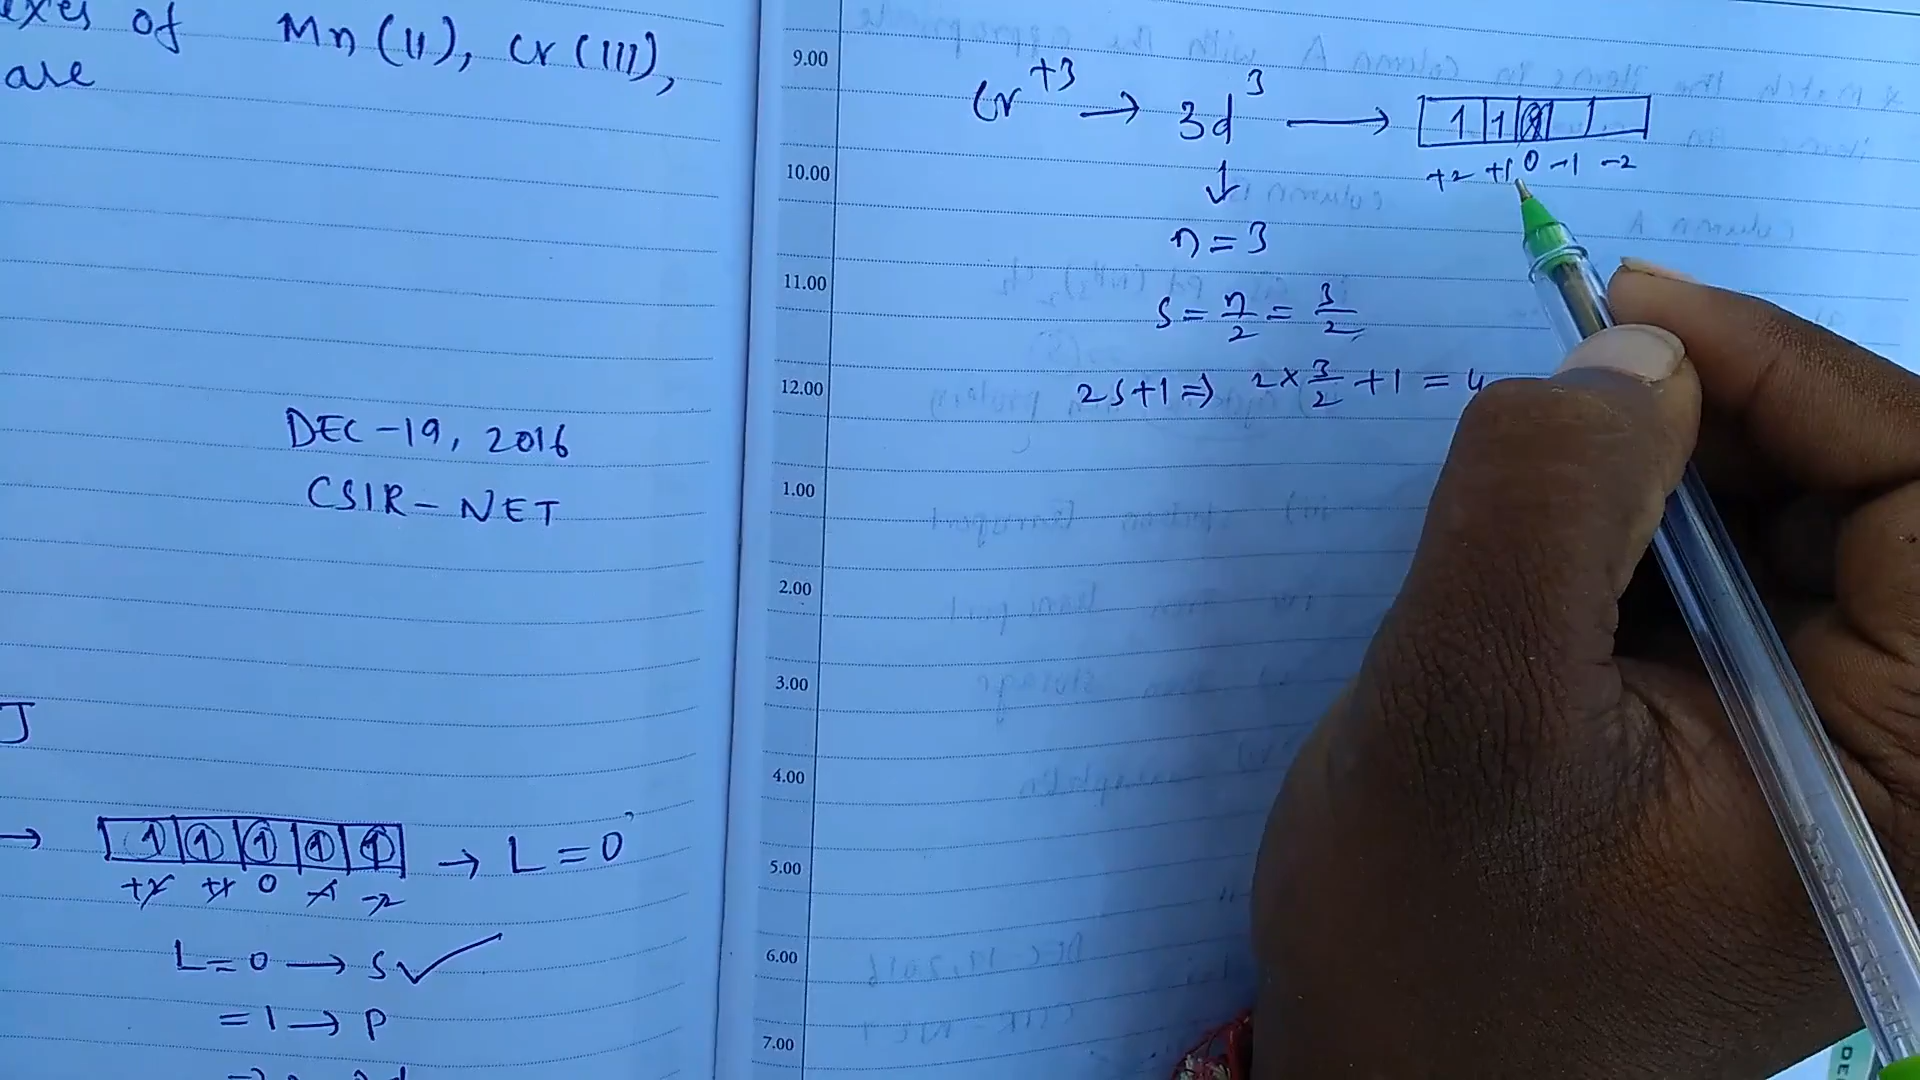 exes of Mn(II), Cr(III),
are
DEC-19, 2016
CSIR-NET
J
→ 1 1 1 1 1 → L=0
+2 +1 0 -1 -2
L=0 → S ✓
=1 → P
9.00
10.00
11.00
12.00
1.00
2.00
3.00
4.00
5.00
6.00
7.00
Cr+3 → 3d3 → 1 1 1
+2 +1 0 -1 -2
↓
n=3
S = n/2 = 3/2
2S+1 ⇒ 2×3/2+1 = 4